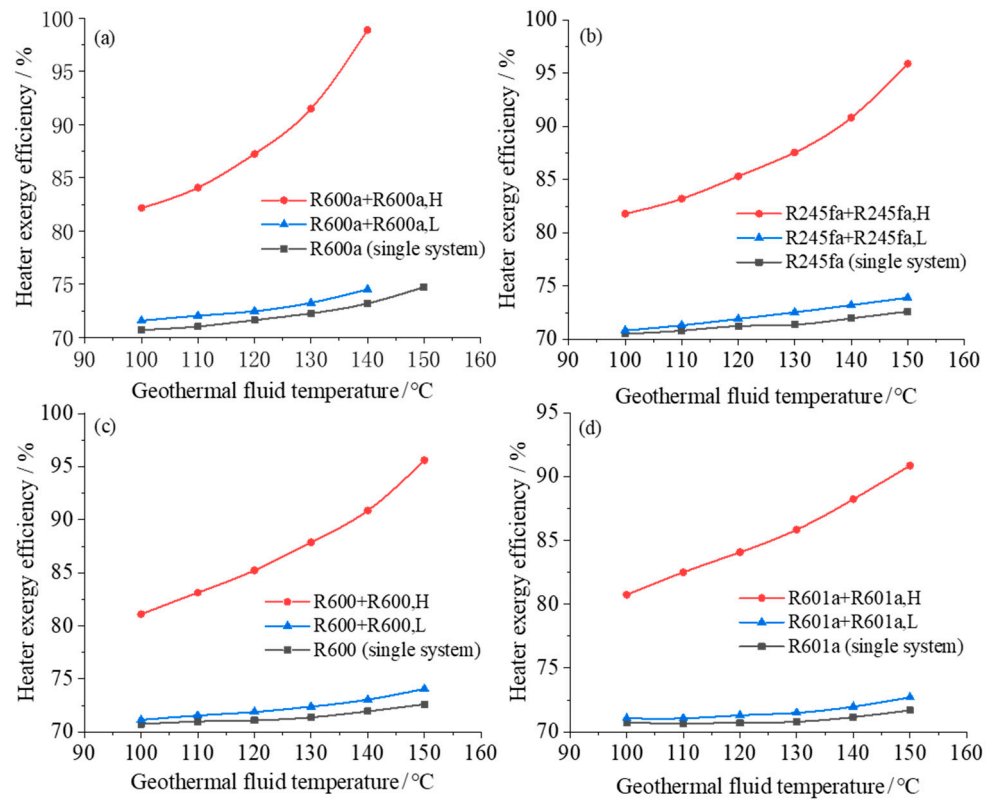 (a)
Heater exergy efficiency / %
100
95
90
85
80
75
70
R600a+R600a,H
R600a+R600a,L
R600a (single system)
90 100 110 120 130 140 150 160
Geothermal fluid temperature /°C
(b)
Heater exergy efficiency / %
100
95
90
85
80
75
70
R245fa+R245fa,H
R245fa+R245fa,L
R245fa (single system)
90 100 110 120 130 140 150 160
Geothermal fluid temperature /°C
(c)
Heater exergy efficiency / %
100
95
90
85
80
75
70
R600+R600,H
R600+R600,L
R600 (single system)
90 100 110 120 130 140 150 160
Geothermal fluid temperature /°C
(d)
Heater exergy efficiency / %
95
90
85
80
75
70
R601a+R601a,H
R601a+R601a,L
R601a (single system)
90 100 110 120 130 140 150 160
Geothermal fluid temperature /°C